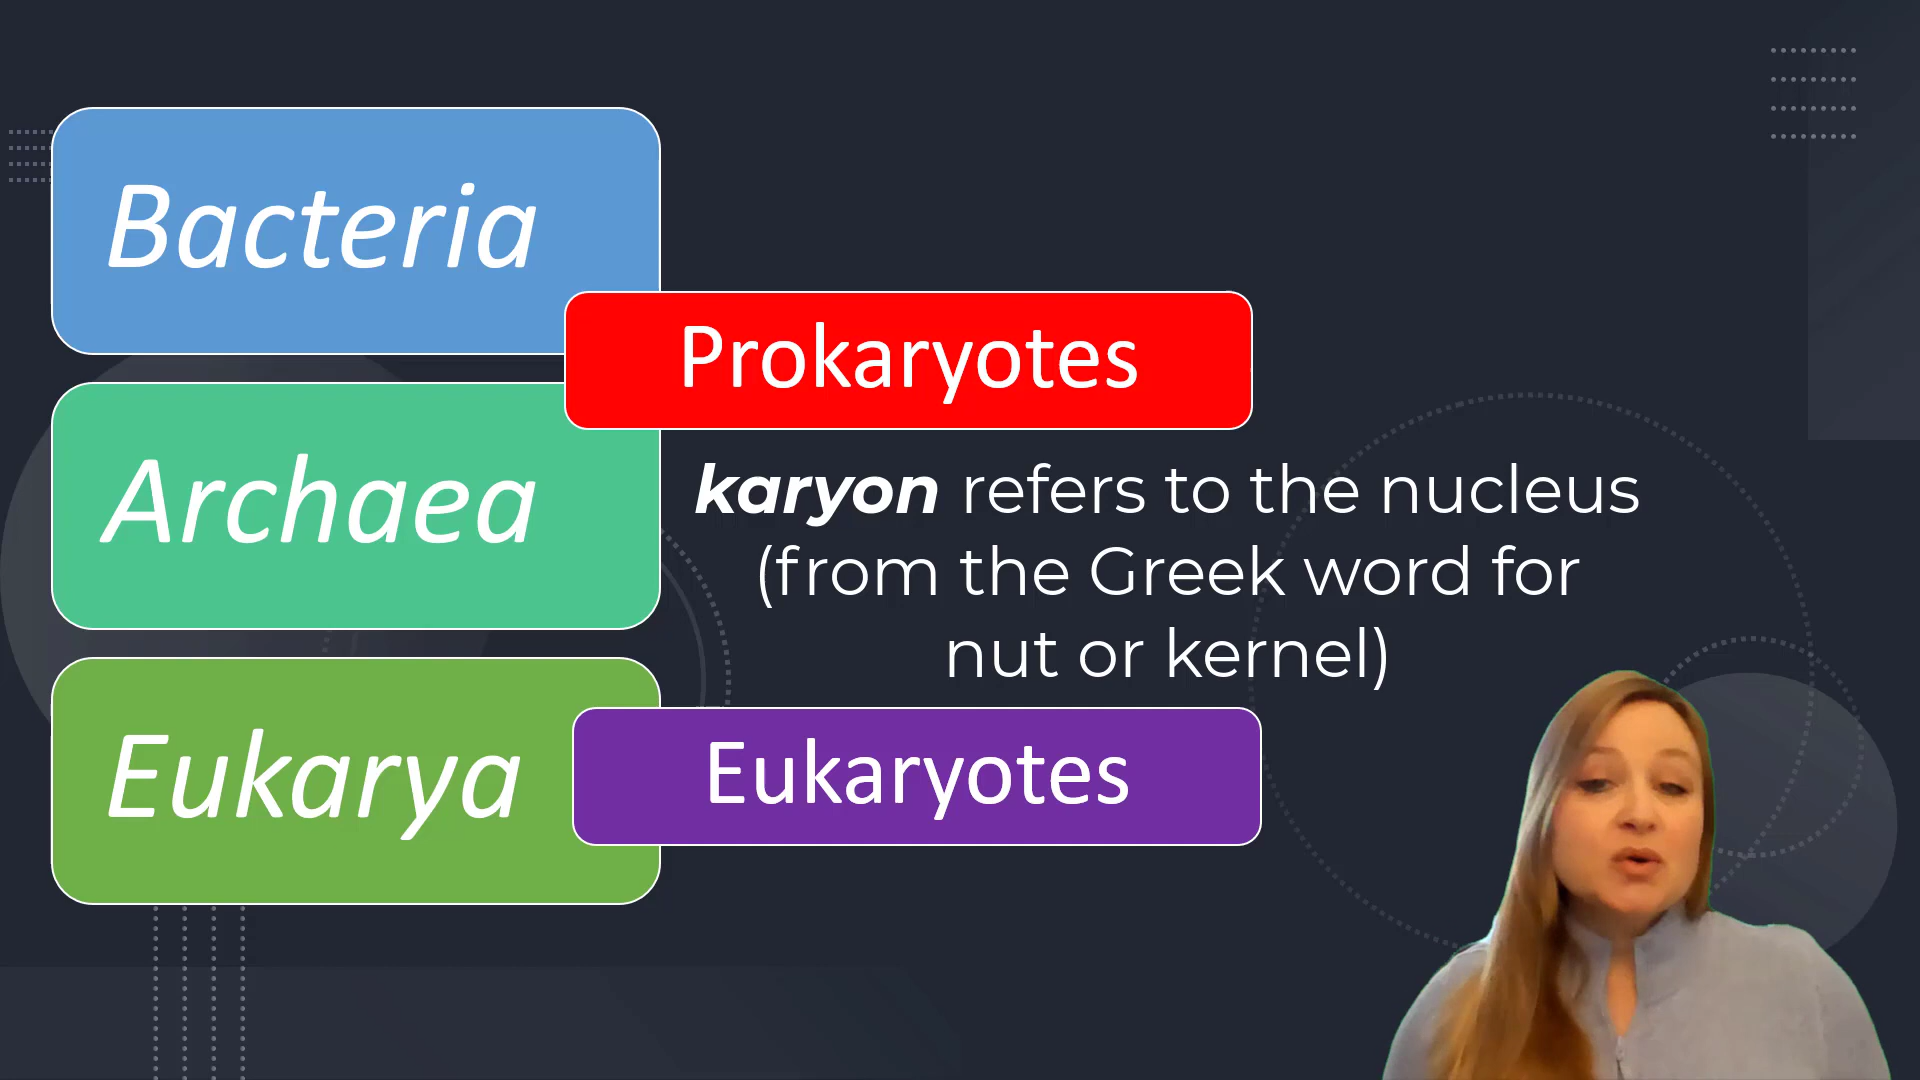 Bacteria
Prokaryotes
Archaea
karyon refers to the nucleus
(from the Greek word for
nut or kernel)
Eukarya
Eukaryotes